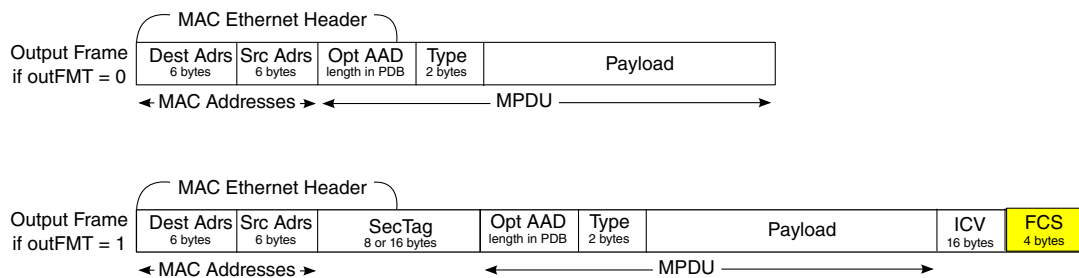 MAC Ethernet Header
Output Frame
if outFMT = 0
Dest Adrs
6 bytes
Src Adrs
6 bytes
Opt AAD
length in PDB
Type
2 bytes
Payload
MAC Addresses
MPDU
MAC Ethernet Header
Output Frame
if outFMT = 1
Dest Adrs
6 bytes
Src Adrs
6 bytes
SecTag
8 or 16 bytes
Opt AAD
length in PDB
Type
2 bytes
Payload
ICV
16 bytes
FCS
4 bytes
MAC Addresses
MPDU